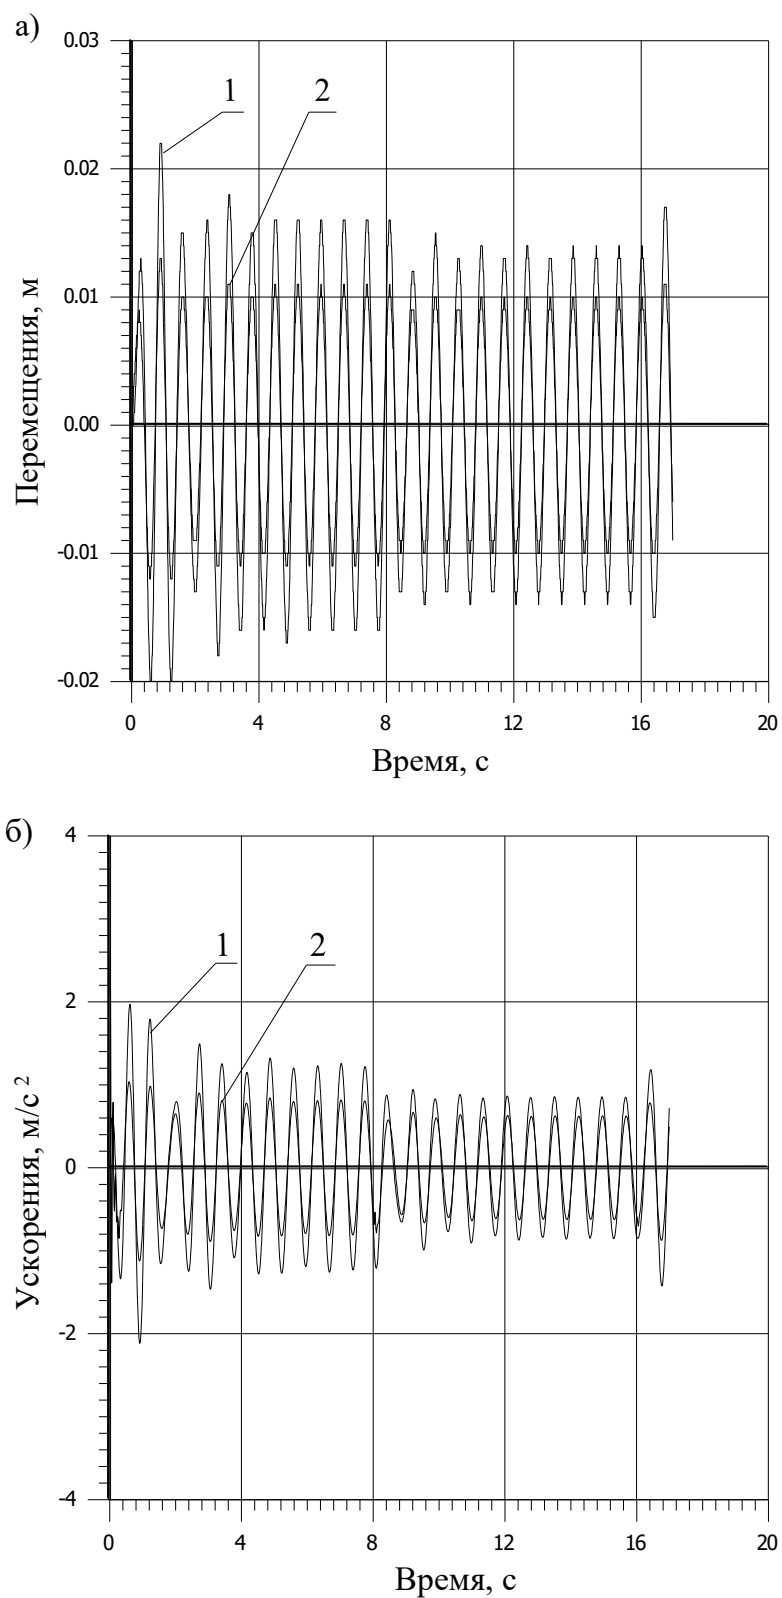 а)
0.03
1
2
0.02
0.01
0.00
-0.01
-0.02
Перемещения, м
0 4 8 12 16 20
Время, с
б)
4
1
2
2
0
-2
-4
Ускорения, м/с 2
0 4 8 12 16 20
Время, с